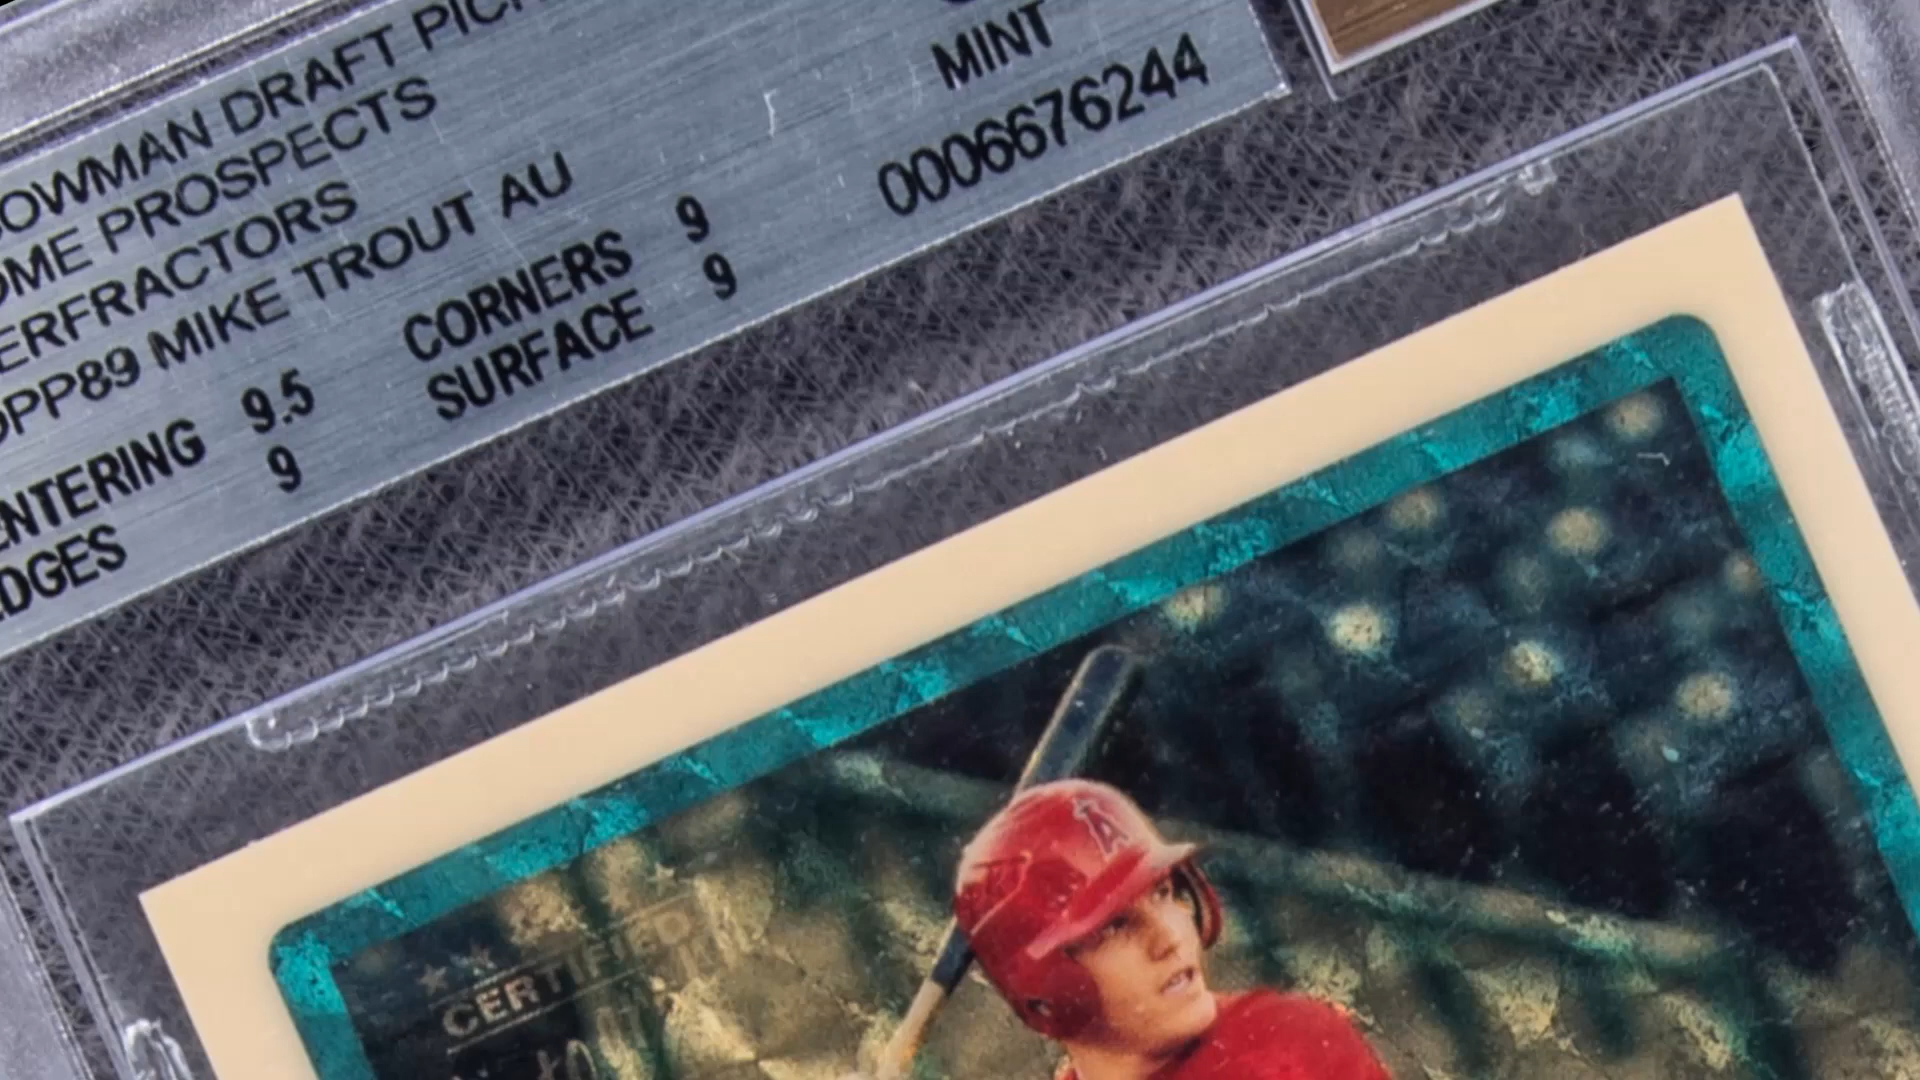 OWMAN DRAFT PICK
OME PROSPECTS
ERFRACTORS
DPP89 MIKE TROUT AU
MINT
0006676244
ENTERING 9.5 CORNERS 9
DGES 9 SURFACE 9
A
CERTIFIED